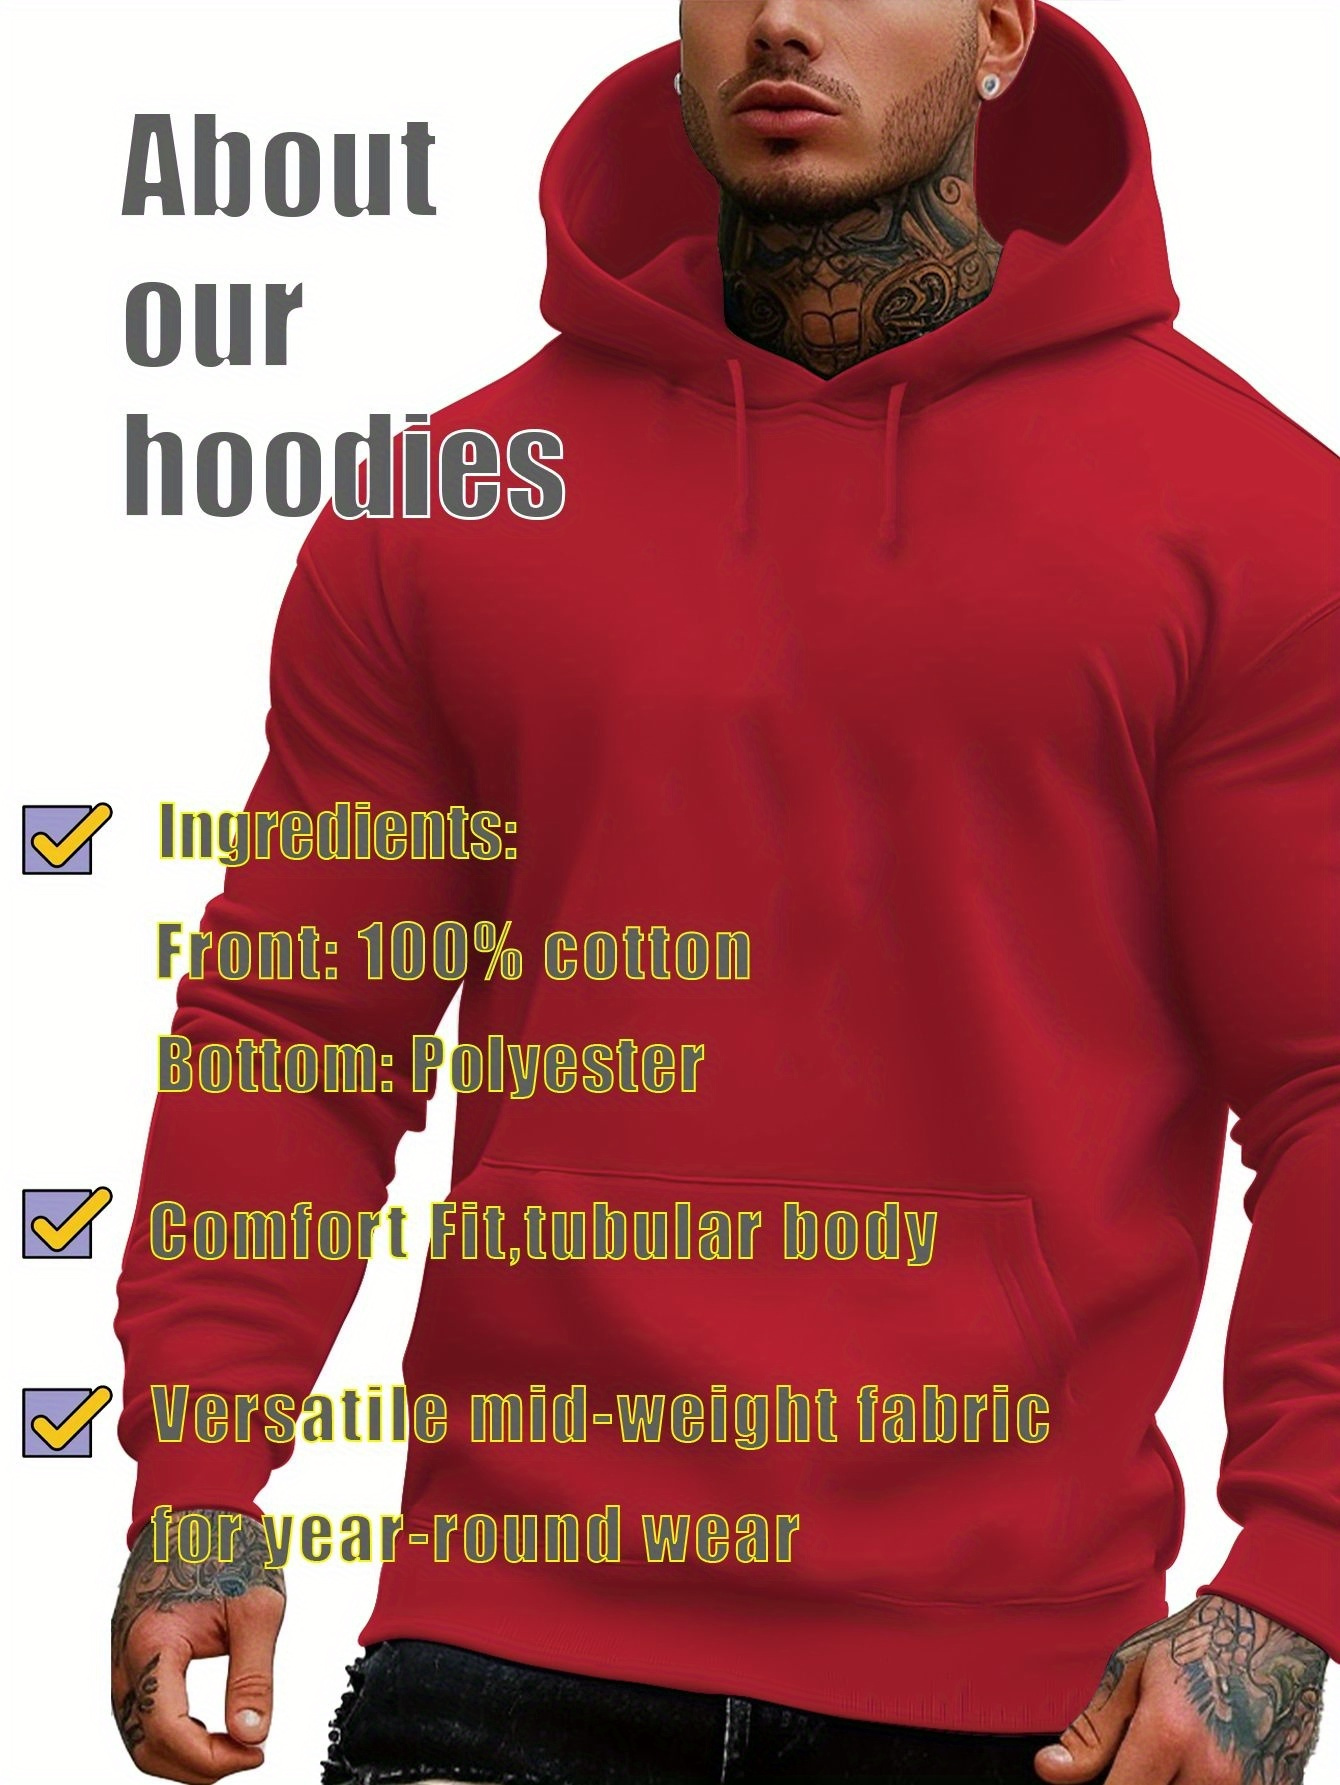 About
our
hoodies
Ingredients:
Front: 100% cotton
Bottom: Polyester
Comfort Fit,tubular body
Versatile mid-weight fabric
for year-round wear